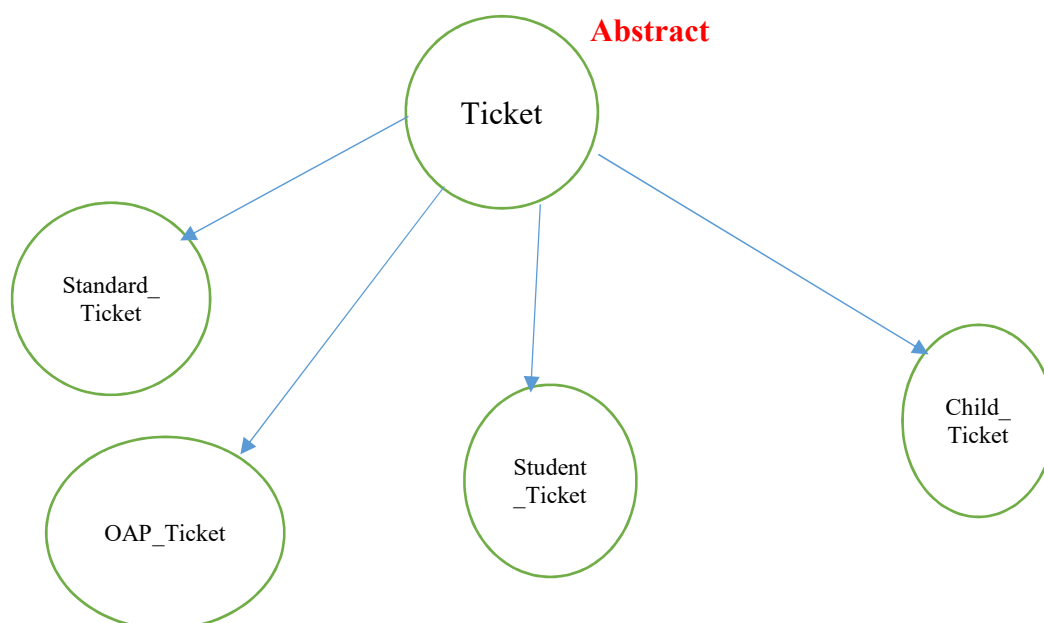 Abstract
Ticket
Standard_
Ticket
OAP_Ticket
Student
_Ticket
Child_
Ticket